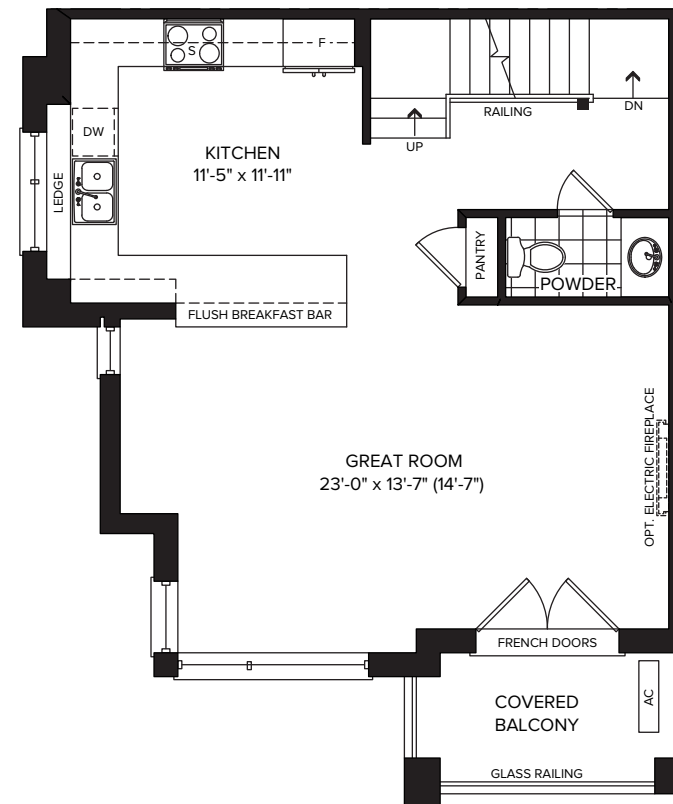 S
F
DW
KITCHEN
11'-5" x 11'-11"
RAILING
UP
DN
LEDGE
PANTRY
POWDER
FLUSH BREAKFAST BAR
GREAT ROOM
23'-0" x 13'-7" (14'-7")
OPT. ELECTRIC FIREPLACE
FRENCH DOORS
COVERED
BALCONY
AC
GLASS RAILING